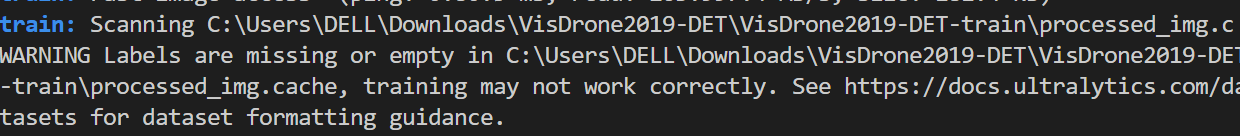 train: Scanning C:\Users\DELL\Downloads\VisDrone2019-DET\VisDrone2019-DET-train\processed_img.c
WARNING Labels are missing or empty in C:\Users\DELL\Downloads\VisDrone2019-DET\VisDrone2019-DET
-train\processed_img.cache, training may not work correctly. See https://docs.ultralytics.com/da
tasets for dataset formatting guidance.